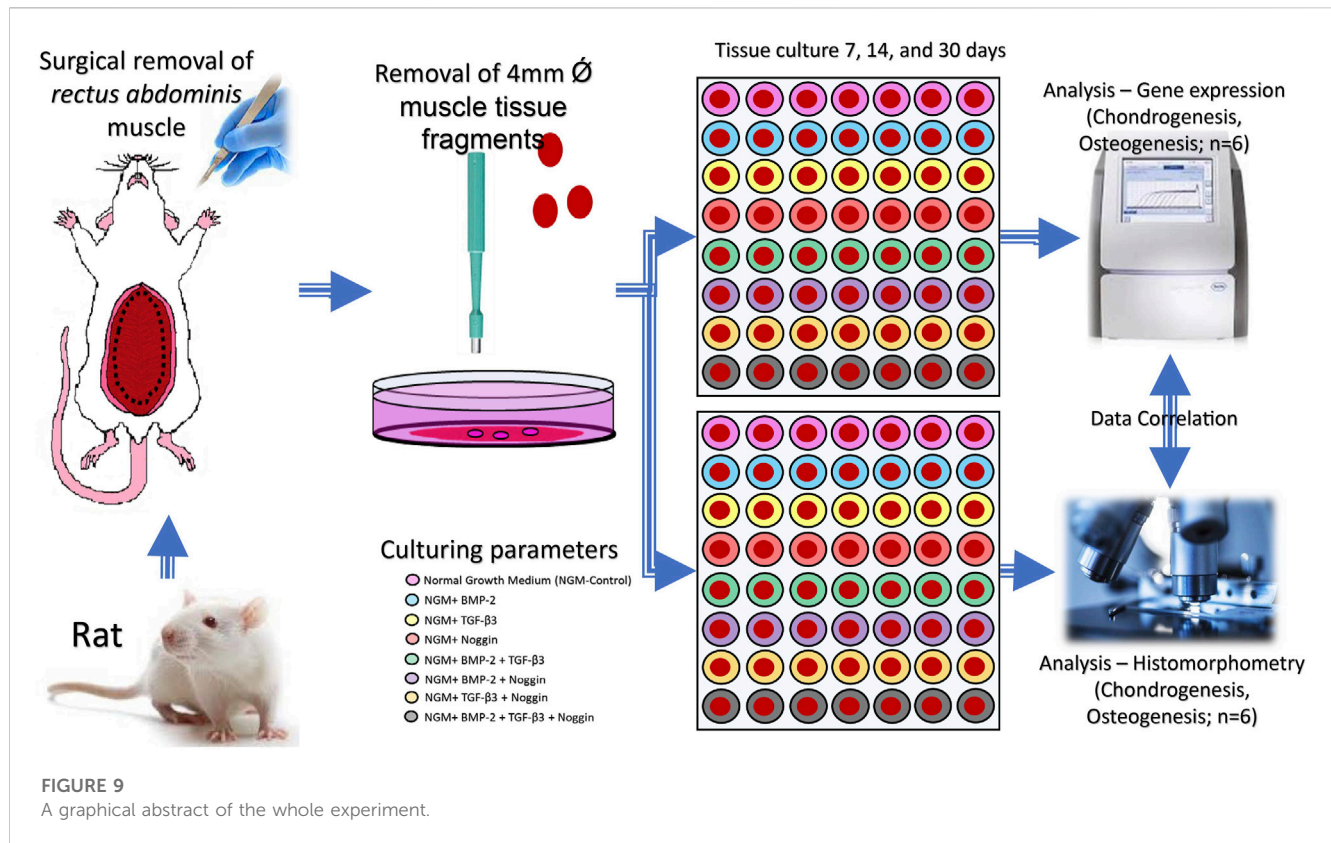 Surgical removal of
rectus abdominis
muscle
Rat
Removal of 4mm Ǿ
muscle tissue
fragments
Culturing parameters
Normal Growth Medium (NGM-Control)
NGM+ BMP-2
NGM+ TGF-β3
NGM+ Noggin
NGM+ BMP-2 + TGF-β3
NGM+ BMP-2 + Noggin
NGM+ TGF-β3 + Noggin
NGM+ BMP-2 + TGF-β3 + Noggin
Tissue culture 7, 14, and 30 days
Analysis – Gene expression
(Chondrogenesis,
Osteogenesis; n=6)
Data Correlation
Analysis – Histomorphometry
(Chondrogenesis,
Osteogenesis; n=6)
FIGURE 9
A graphical abstract of the whole experiment.